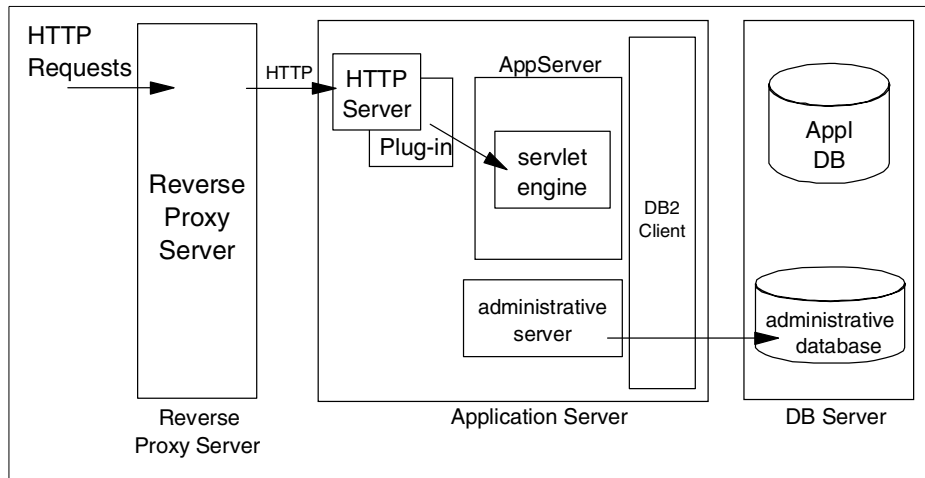 HTTP
Requests
Reverse
Proxy
Server
Reverse
Proxy Server
HTTP
HTTP
Server
Plug-in
AppServer
servlet
engine
DB2
Client
administrative
server
Application Server
Appl
DB
administrative
database
DB Server